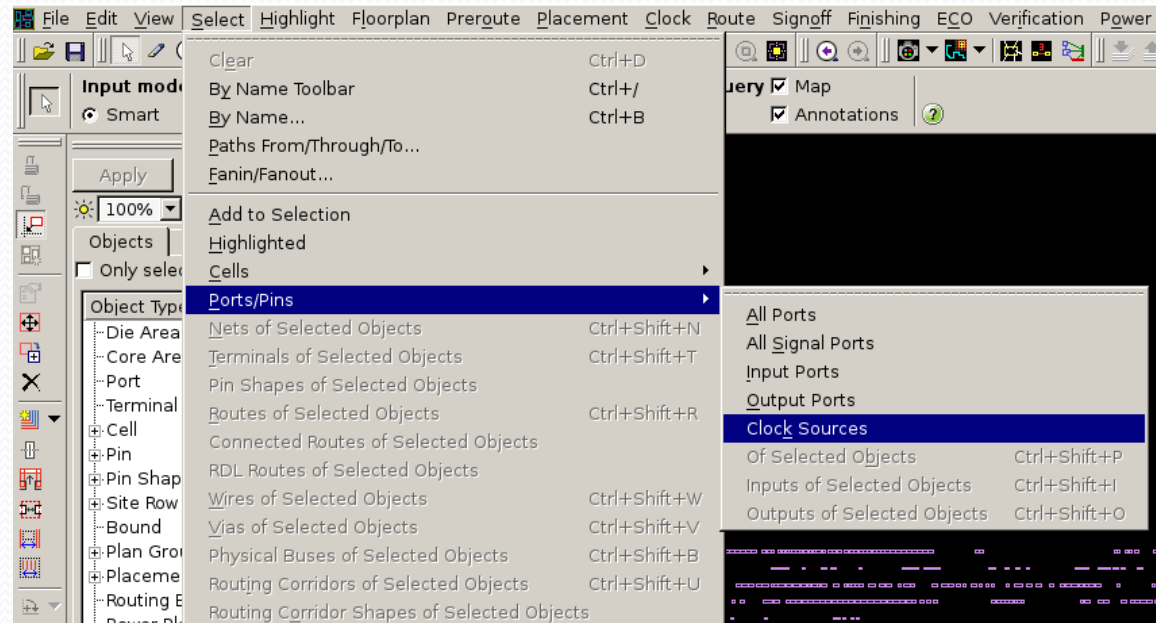 File Edit View Select Highlight Floorplan Preroute Placement Clock Route Signoff Finishing ECO Verification Power
Input mode
Smart
Query Map
Annotations
Apply
100%
Objects
Only selec
Object Type
Die Area
Core Are
Port
Terminal
Cell
Pin
Pin Shap
Site Row
Bound
Plan Grou
Placeme
Routing B
Clear Ctrl+D
By Name Toolbar Ctrl+/
By Name... Ctrl+B
Paths From/Through/To...
Fanin/Fanout...
Add to Selection
Highlighted
Cells
Ports/Pins
Nets of Selected Objects Ctrl+Shift+N
Terminals of Selected Objects Ctrl+Shift+T
Pin Shapes of Selected Objects
Routes of Selected Objects Ctrl+Shift+R
Connected Routes of Selected Objects
RDL Routes of Selected Objects
Wires of Selected Objects Ctrl+Shift+W
Vias of Selected Objects Ctrl+Shift+V
Physical Buses of Selected Objects Ctrl+Shift+B
Routing Corridors of Selected Objects Ctrl+Shift+U
Routing Corridor Shapes of Selected Objects
All Ports
All Signal Ports
Input Ports
Output Ports
Clock Sources
Of Selected Objects Ctrl+Shift+P
Inputs of Selected Objects Ctrl+Shift+I
Outputs of Selected Objects Ctrl+Shift+O